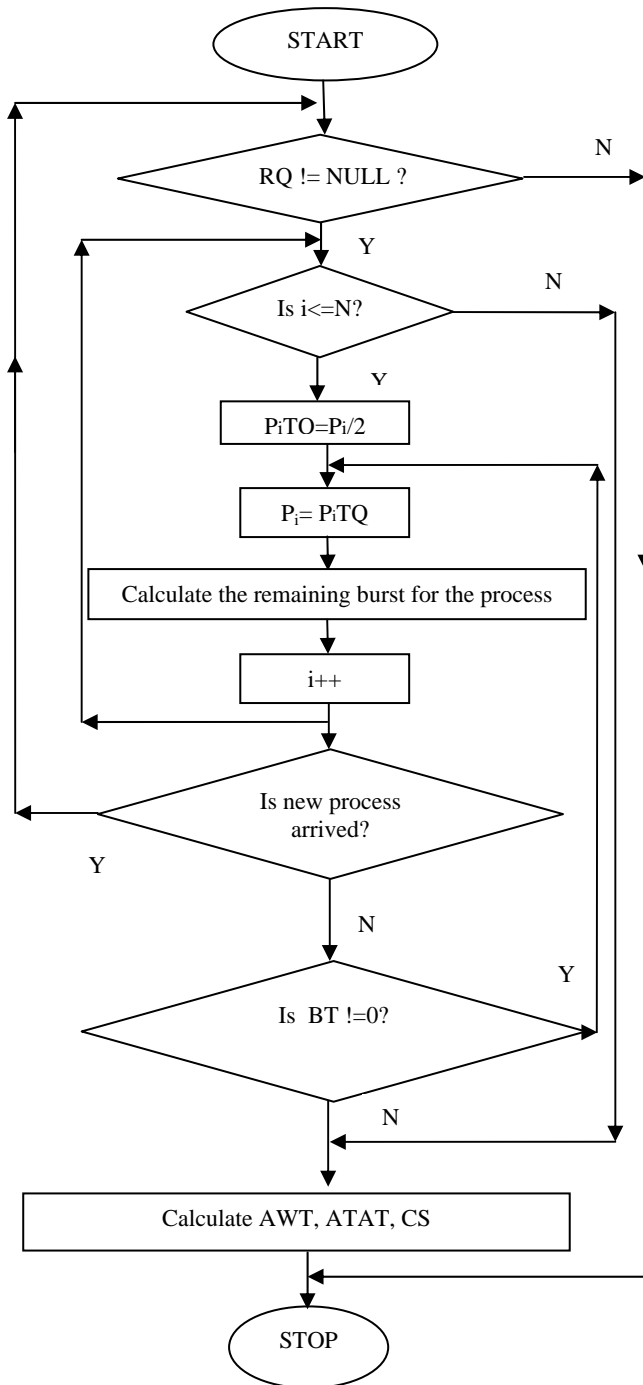 START
N
RQ != NULL ?
Y
N
Is i<=N?
Y
PiTO=Pi/2
Pi= PiTQ
Calculate the remaining burst for the process
i++
Is new process
arrived?
Y
N
Y
Is BT !=0?
N
Calculate AWT, ATAT, CS
STOP